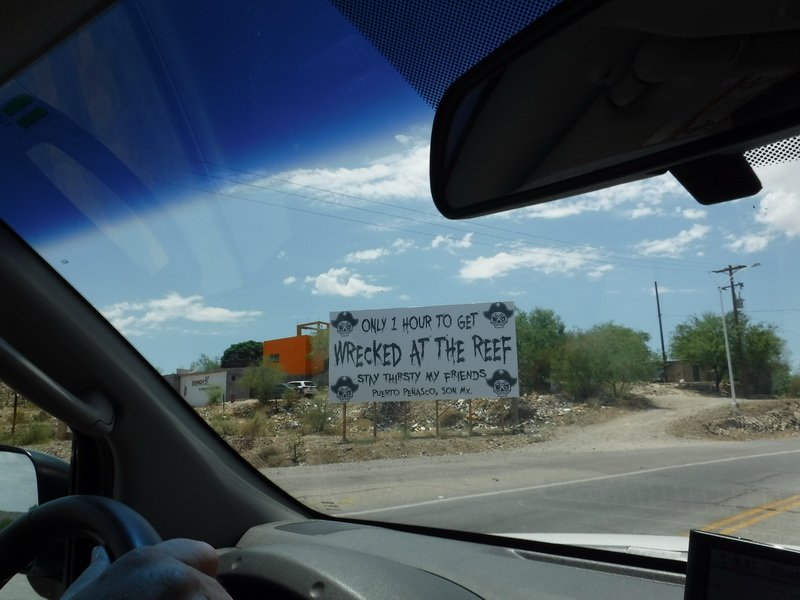 ONLY 1 HOUR TO GET
WRECKED AT THE REEF
STAY THIRSTY MY FRIENDS
PUERTO PEÑASCO, SON MX.